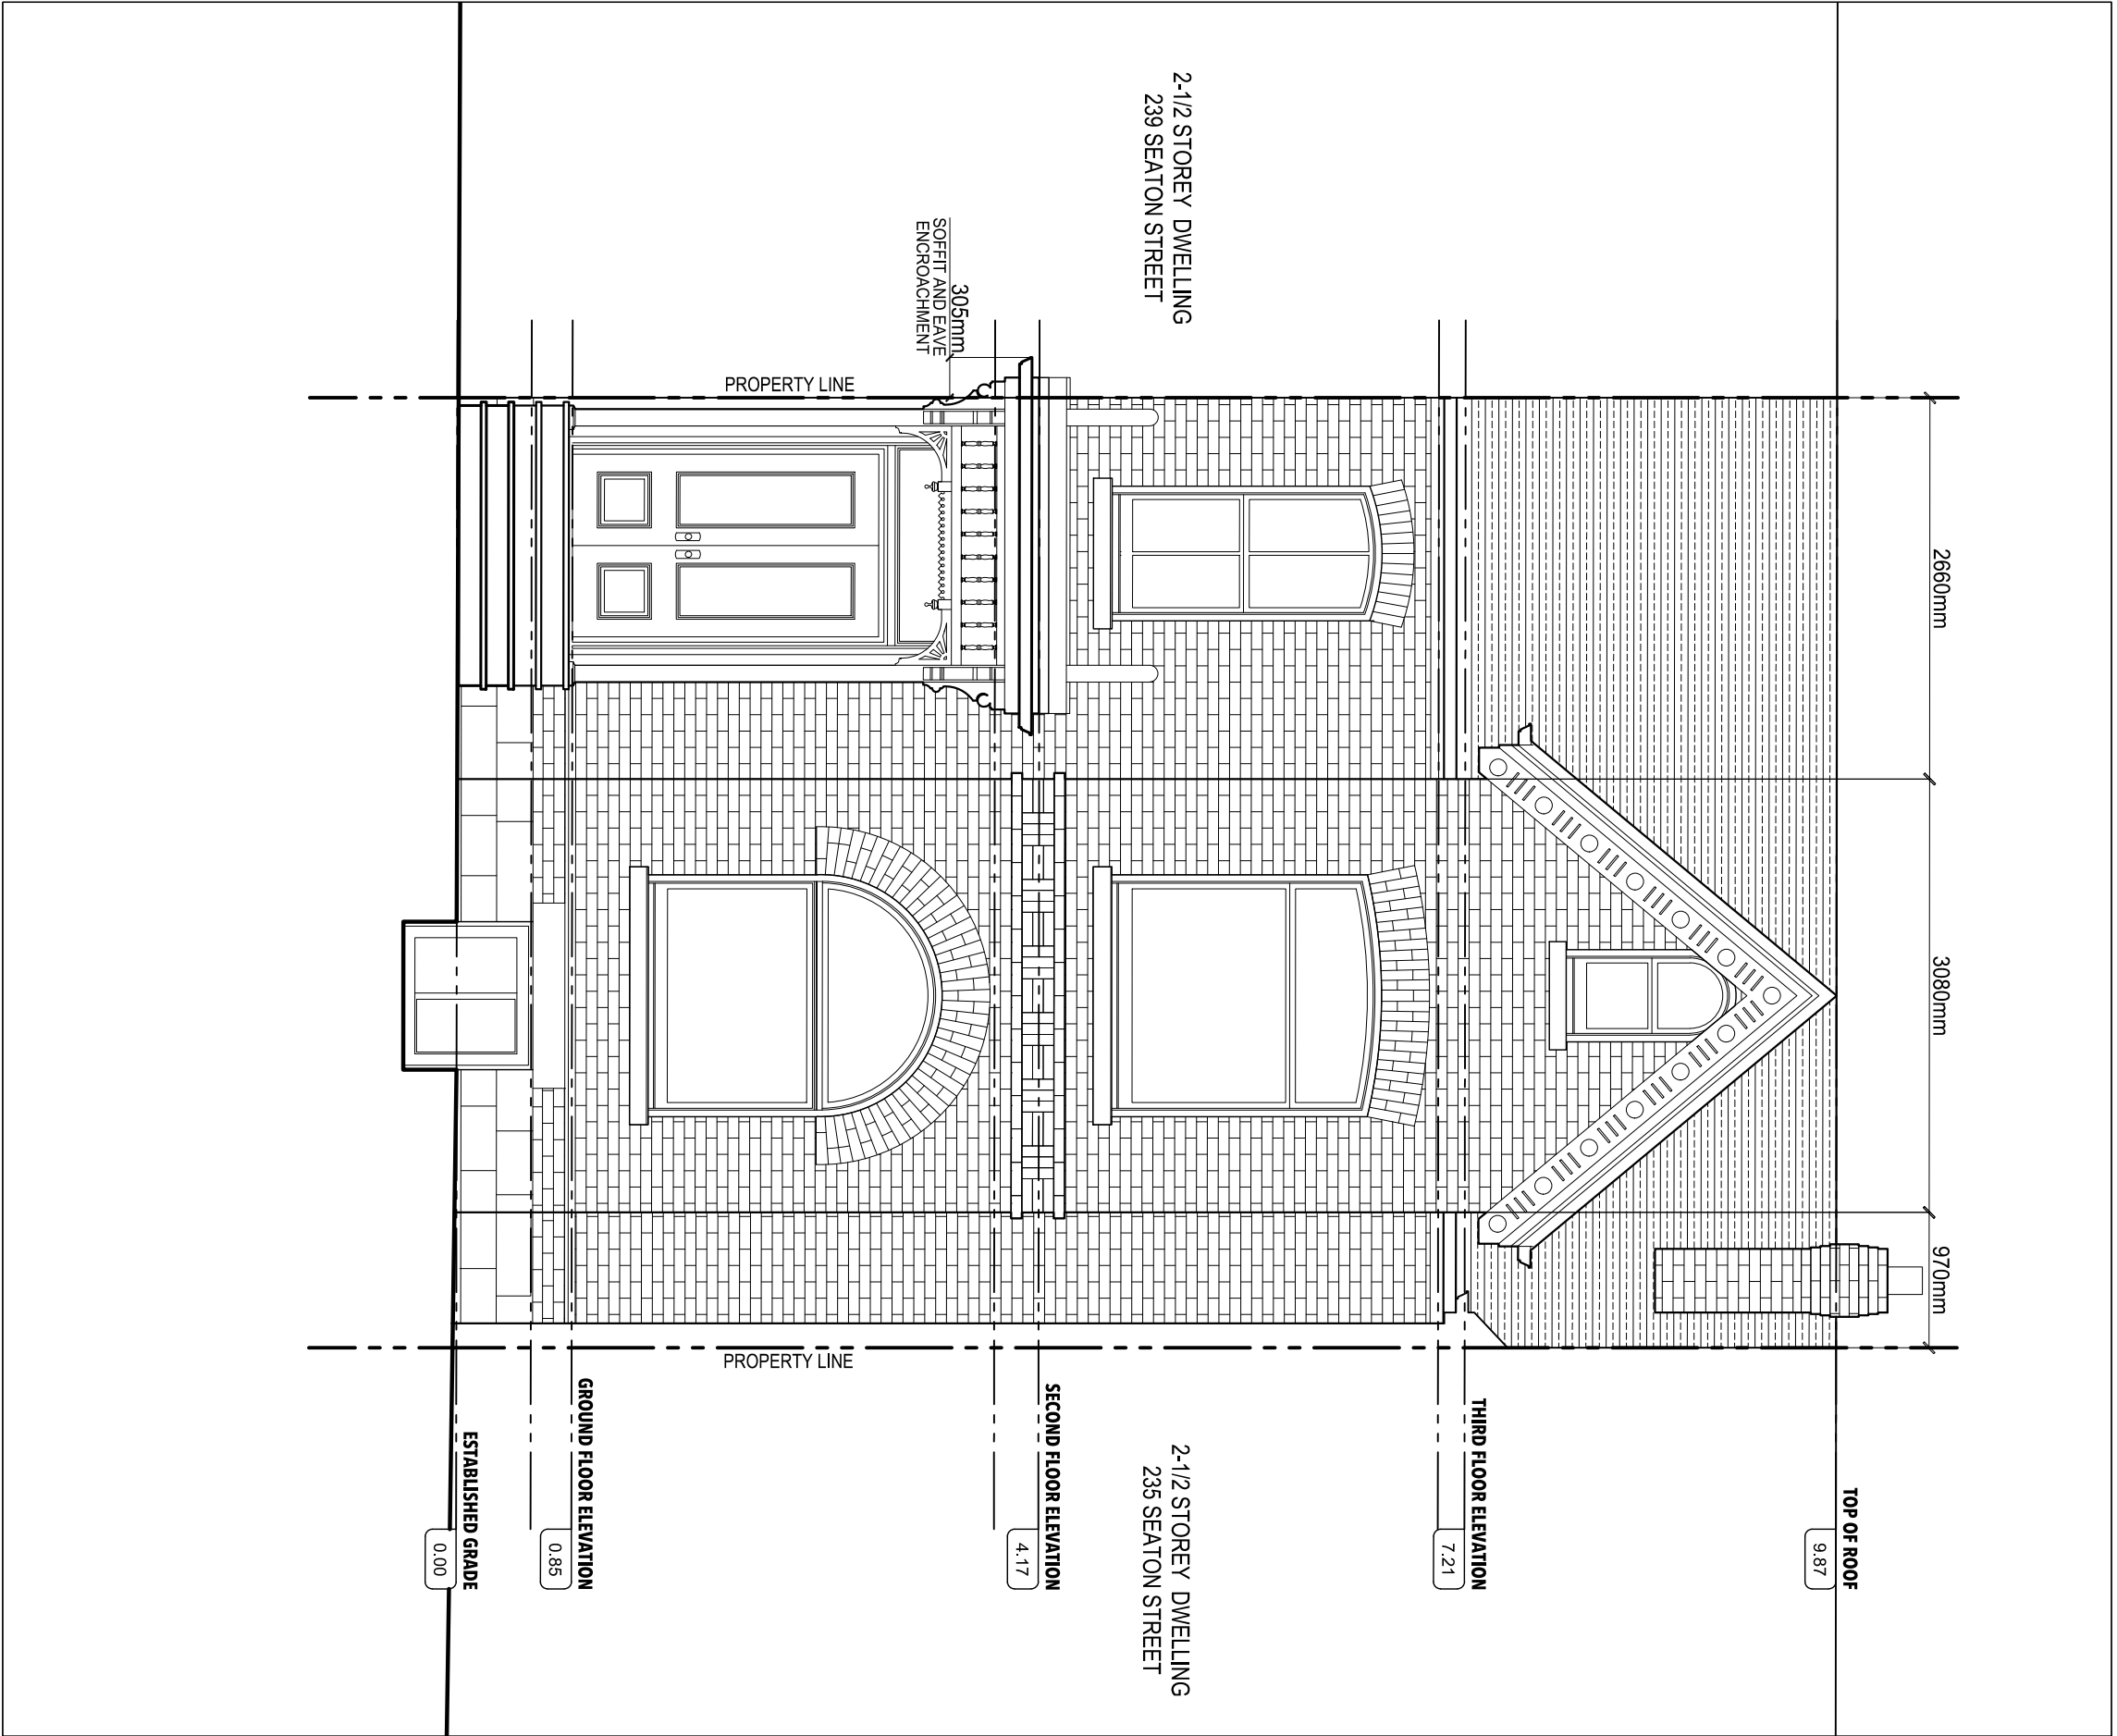 2660mm
3080mm
970mm
TOP OF ROOF
9.87
THIRD FLOOR ELEVATION
7.21
2-1/2 STOREY DWELLING
239 SEATON STREET
2-1/2 STOREY DWELLING
235 SEATON STREET
SECOND FLOOR ELEVATION
4.17
305mm
SOFFIT AND EAVE
ENCROACHMENT
PROPERTY LINE
PROPERTY LINE
GROUND FLOOR ELEVATION
0.85
ESTABLISHED GRADE
0.00